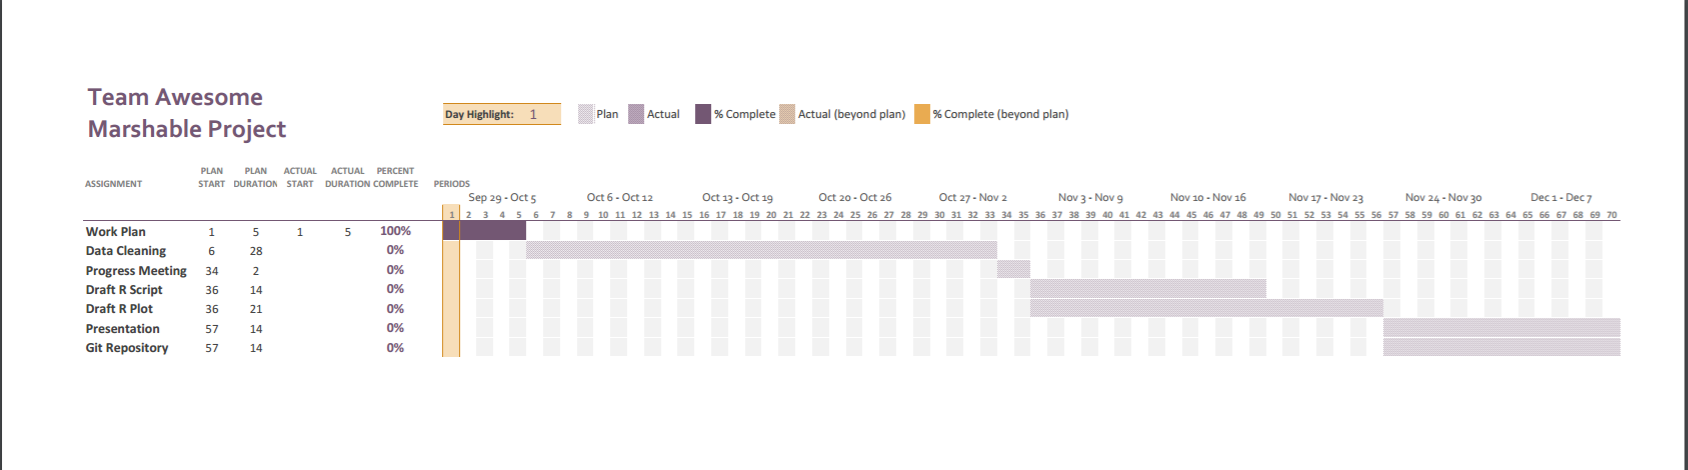 Team Awesome
Marshable Project
Day Highlight: 1 Plan Actual % Complete Actual (beyond plan) % Complete (beyond plan)
ASSIGNMENT PLAN START PLAN DURATION ACTUAL START ACTUAL DURATION PERCENT COMPLETE PERIODS
Sep 29 - Oct 5 Oct 6 - Oct 12 Oct 13 - Oct 19 Oct 20 - Oct 26 Oct 27 - Nov 2 Nov 3 - Nov 9 Nov 10 - Nov 16 Nov 17 - Nov 23 Nov 24 - Nov 30 Dec 1 - Dec 7
1 2 3 4 5 6 7 8 9 10 11 12 13 14 15 16 17 18 19 20 21 22 23 24 25 26 27 28 29 30 31 32 33 34 35 36 37 38 39 40 41 42 43 44 45 46 47 48 49 50 51 52 53 54 55 56 57 58 59 60 61 62 63 64 65 66 67 68 69 70
Work Plan 1 5 1 5 100%
Data Cleaning 6 28 0%
Progress Meeting 34 2 0%
Draft R Script 36 14 0%
Draft R Plot 36 21 0%
Presentation 57 14 0%
Git Repository 57 14 0%